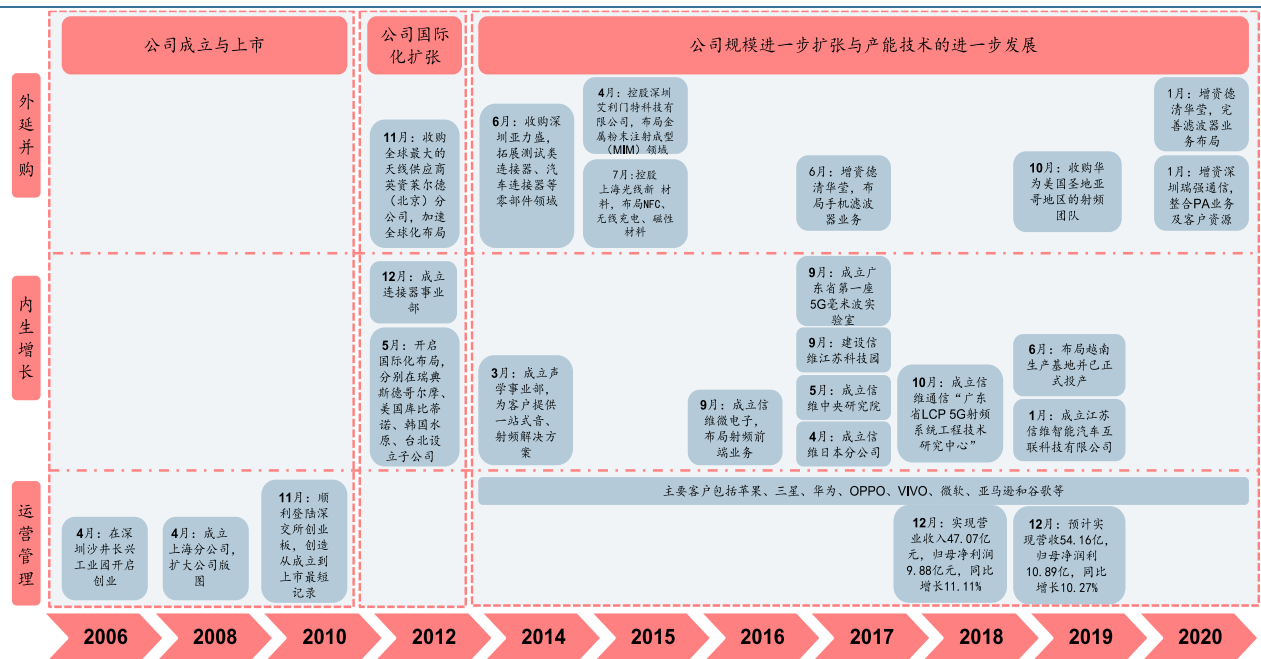 公司成立与上市
公司国际
化扩张
公司规模进一步扩张与产能技术的进一步发展
外
延
并
购
11月：收购
全球最大的
天线供应商
英资莱尔德
（北京）分
公司，加速
全球化布局
6月：收购深
圳亚力盛，
拓展测试类
连接器、汽
车连接器等
零部件领域
4月：控股深圳
艾利门特科技有
限公司，布局金
属粉末注射成型
（MIM）领域
7月:控股
上海光线新 材
料，布局NFC、
无线充电、磁性
材料
6月：增资德
清华莹，布
局手机滤波
器业务
10月：收购华
为美国圣地亚
哥地区的射频
团队
1月：增资德
清华莹，完
善滤波器业
务布局
1月：增资深
圳瑞强通信，
整合PA业务
及客户资源
内
生
增
长
12月：成立
连接器事业
部
5月：开启
国际化布局，
分别在瑞典
斯德哥尔摩、
美国库比蒂
诺、韩国水
原、台北设
立子公司
3月：成立声
学事业部，
为客户提供
一站式音、
射频解决方
案
9月：成立信
维微电子，
布局射频前
端业务
9月：成立广
东省第一座
5G毫米波实
验室
9月：建设信
维江苏科技园
5月：成立信
维中央研究院
4月：成立信
维日本分公司
10月：成立信
维通信“广东
省LCP 5G射频
系统工程技术
研究中心”
6月：布局越南
生产基地并已正
式投产
1月：成立江苏
信维智能汽车互
联科技有限公司
运
营
管
理
4月：在深
圳沙井长兴
工业园开启
创业
4月：成立
上海分公司，
扩大公司版
图
11月：顺
利登陆深
交所创业
板，创造
从成立到
上市最短
记录
主要客户包括苹果、三星、华为、OPPO、VIVO、微软、亚马逊和谷歌等
12月：实现营
业收入47.07亿
元，归母净利润
9.88亿元，同比
增长11.11%
12月：预计实
现营收54.16亿，
归母净润利
10.89亿，同比
增长10.27%
2006
2008
2010
2012
2014
2015
2016
2017
2018
2019
2020